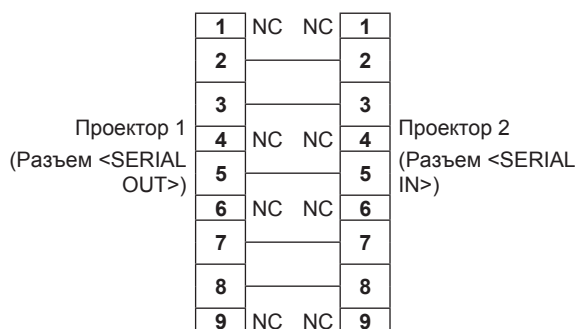 1 NC NC 1
2 2
3 3
Проектор 1
(Разъем <SERIAL
OUT>)
4 NC NC 4
5 5
Проектор 2
(Разъем <SERIAL
IN>)
6 NC NC 6
7 7
8 8
9 NC NC 9